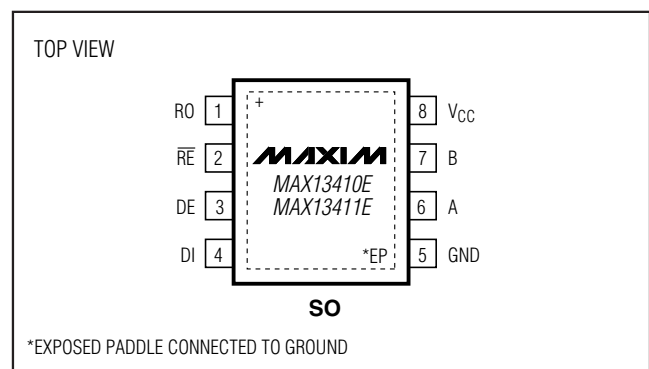 TOP VIEW
RO 1 + 8 VCC
RE 2 MAXIM 7 B
MAX13410E
DE 3 MAX13411E 6 A
DI 4 *EP 5 GND
SO
*EXPOSED PADDLE CONNECTED TO GROUND